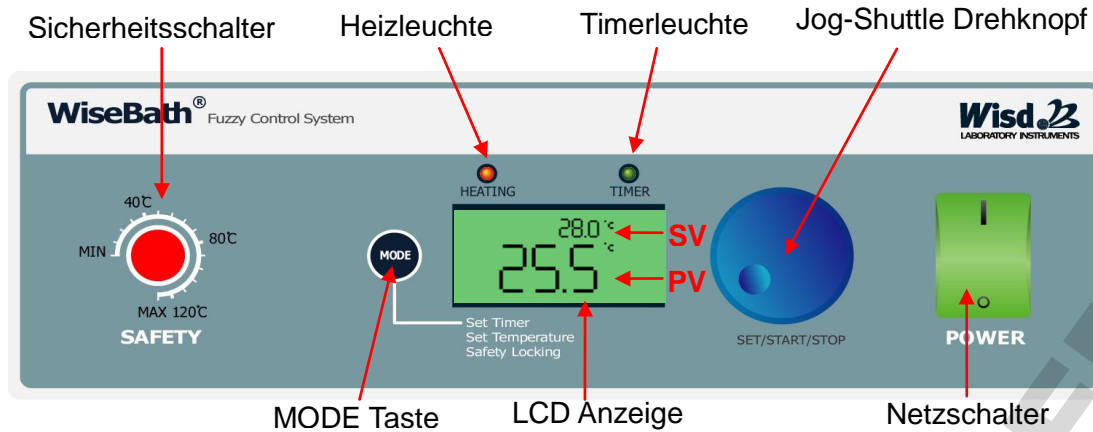 Sicherheitsschalter
Heizleuchte
Timerleuchte
Jog-Shuttle Drehknopf
WiseBath® Fuzzy Control System
Wisd
LABORATORY INSTRUMENTS
HEATING
TIMER
40℃
80℃
MIN
MAX 120℃
SAFETY
MODE
28.0 ℃
SV
25.5 ℃
PV
Set Timer
Set Temperature
Safety Locking
SET/START/STOP
POWER
MODE Taste
LCD Anzeige
Netzschalter